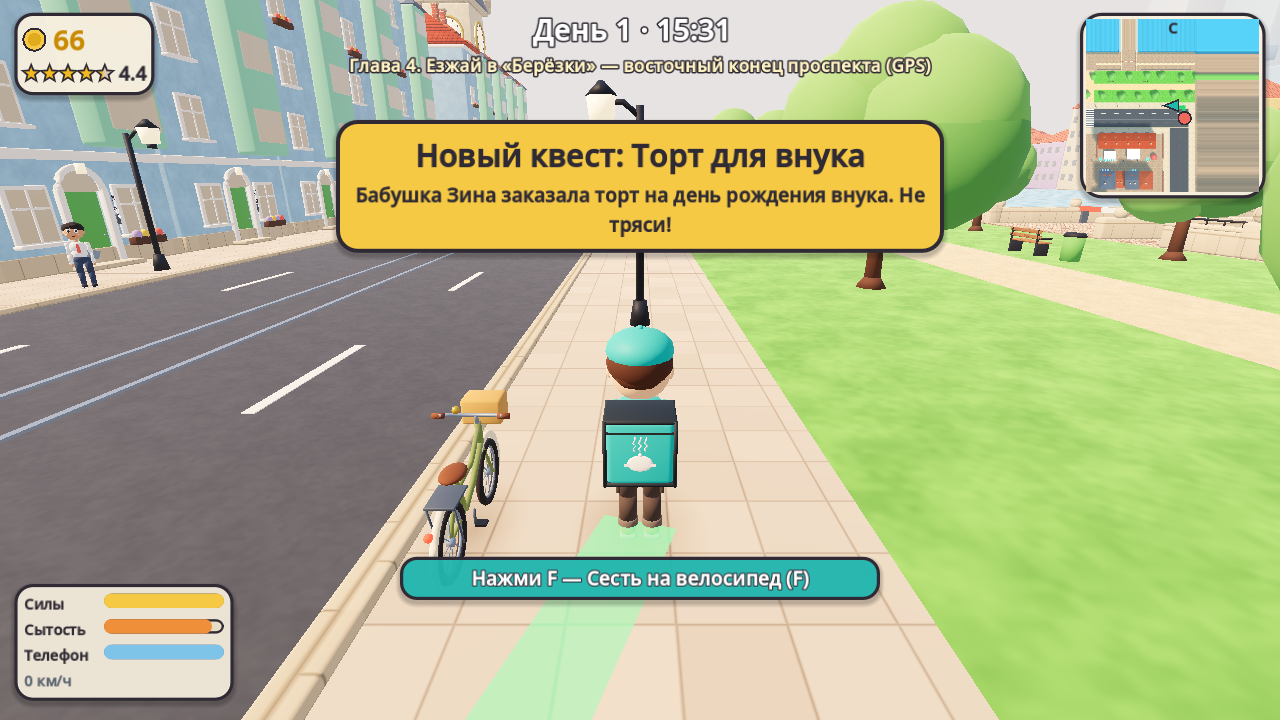 66
4.4
День 1 · 15:31
Глава 4. Езжай в «Берёзки» — восточный конец проспекта (GPS)
С
Новый квест: Торт для внука
Бабушка Зина заказала торт на день рождения внука. Не
тряси!
Нажми F — Сесть на велосипед (F)
Силы
Сытость
Телефон
0 км/ч